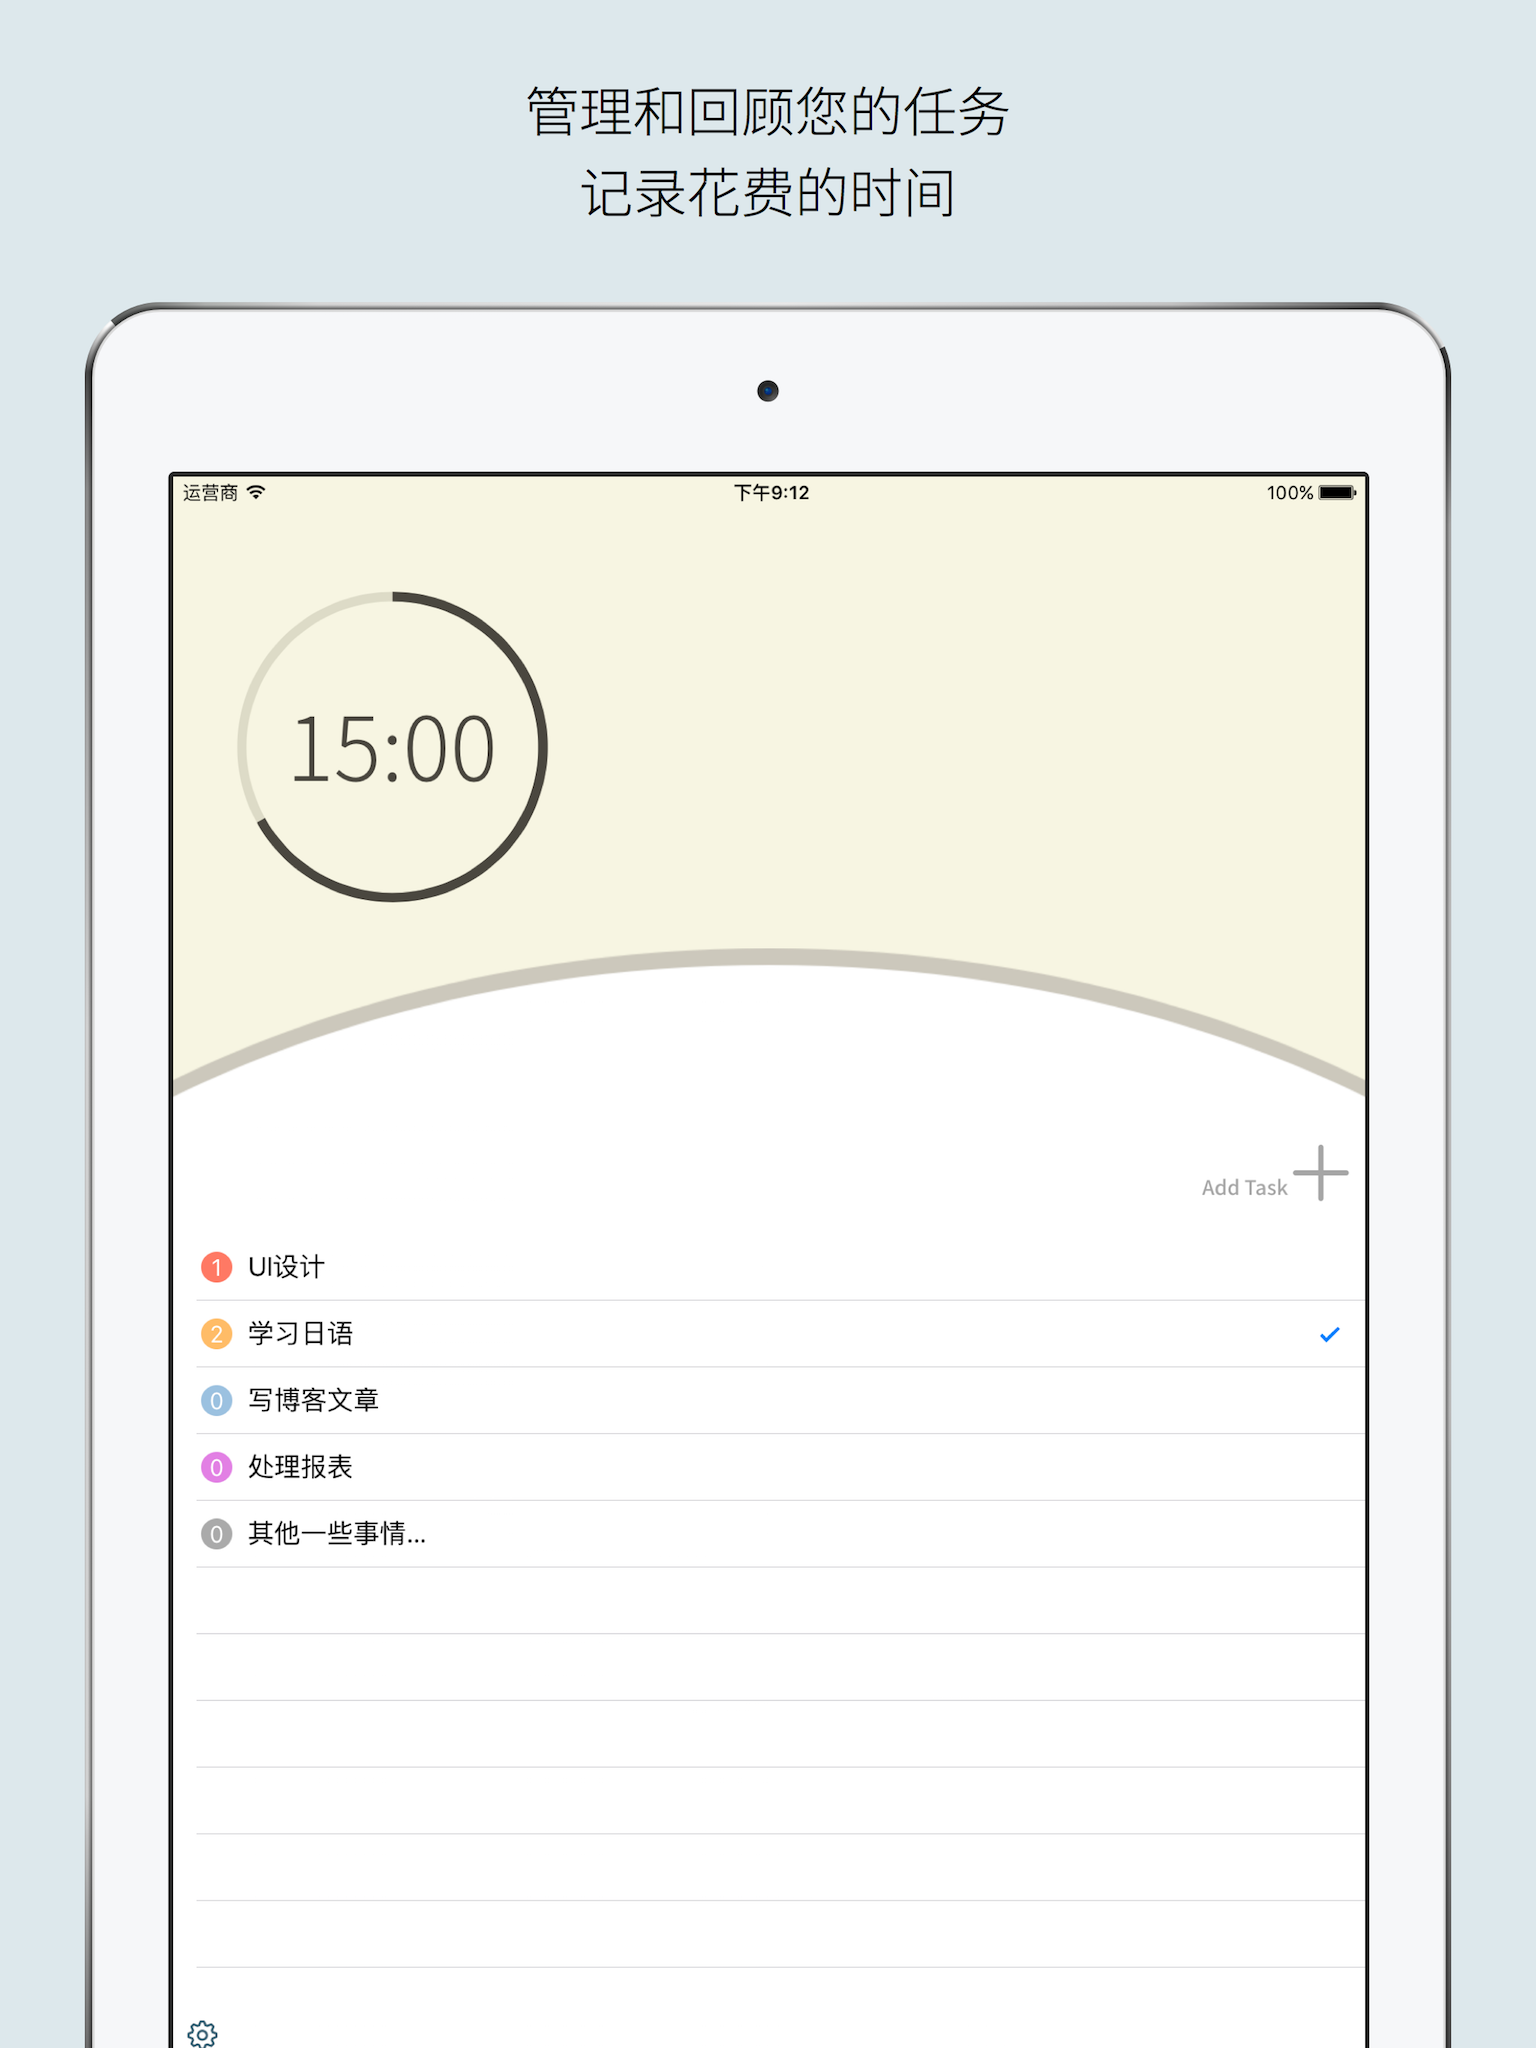 管理和回顾您的任务
记录花费的时间
运营商 下午9:12 100%
15:00
Add Task
1 UI设计
2 学习日语
0 写博客文章
0 处理报表
0 其他一些事情...